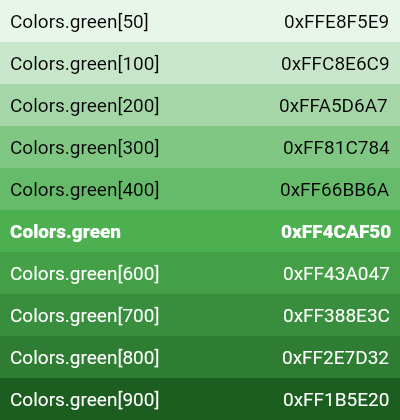 Colors.green[50] 0xFFE8F5E9
Colors.green[100] 0xFFC8E6C9
Colors.green[200] 0xFFA5D6A7
Colors.green[300] 0xFF81C784
Colors.green[400] 0xFF66BB6A
Colors.green 0xFF4CAF50
Colors.green[600] 0xFF43A047
Colors.green[700] 0xFF388E3C
Colors.green[800] 0xFF2E7D32
Colors.green[900] 0xFF1B5E20